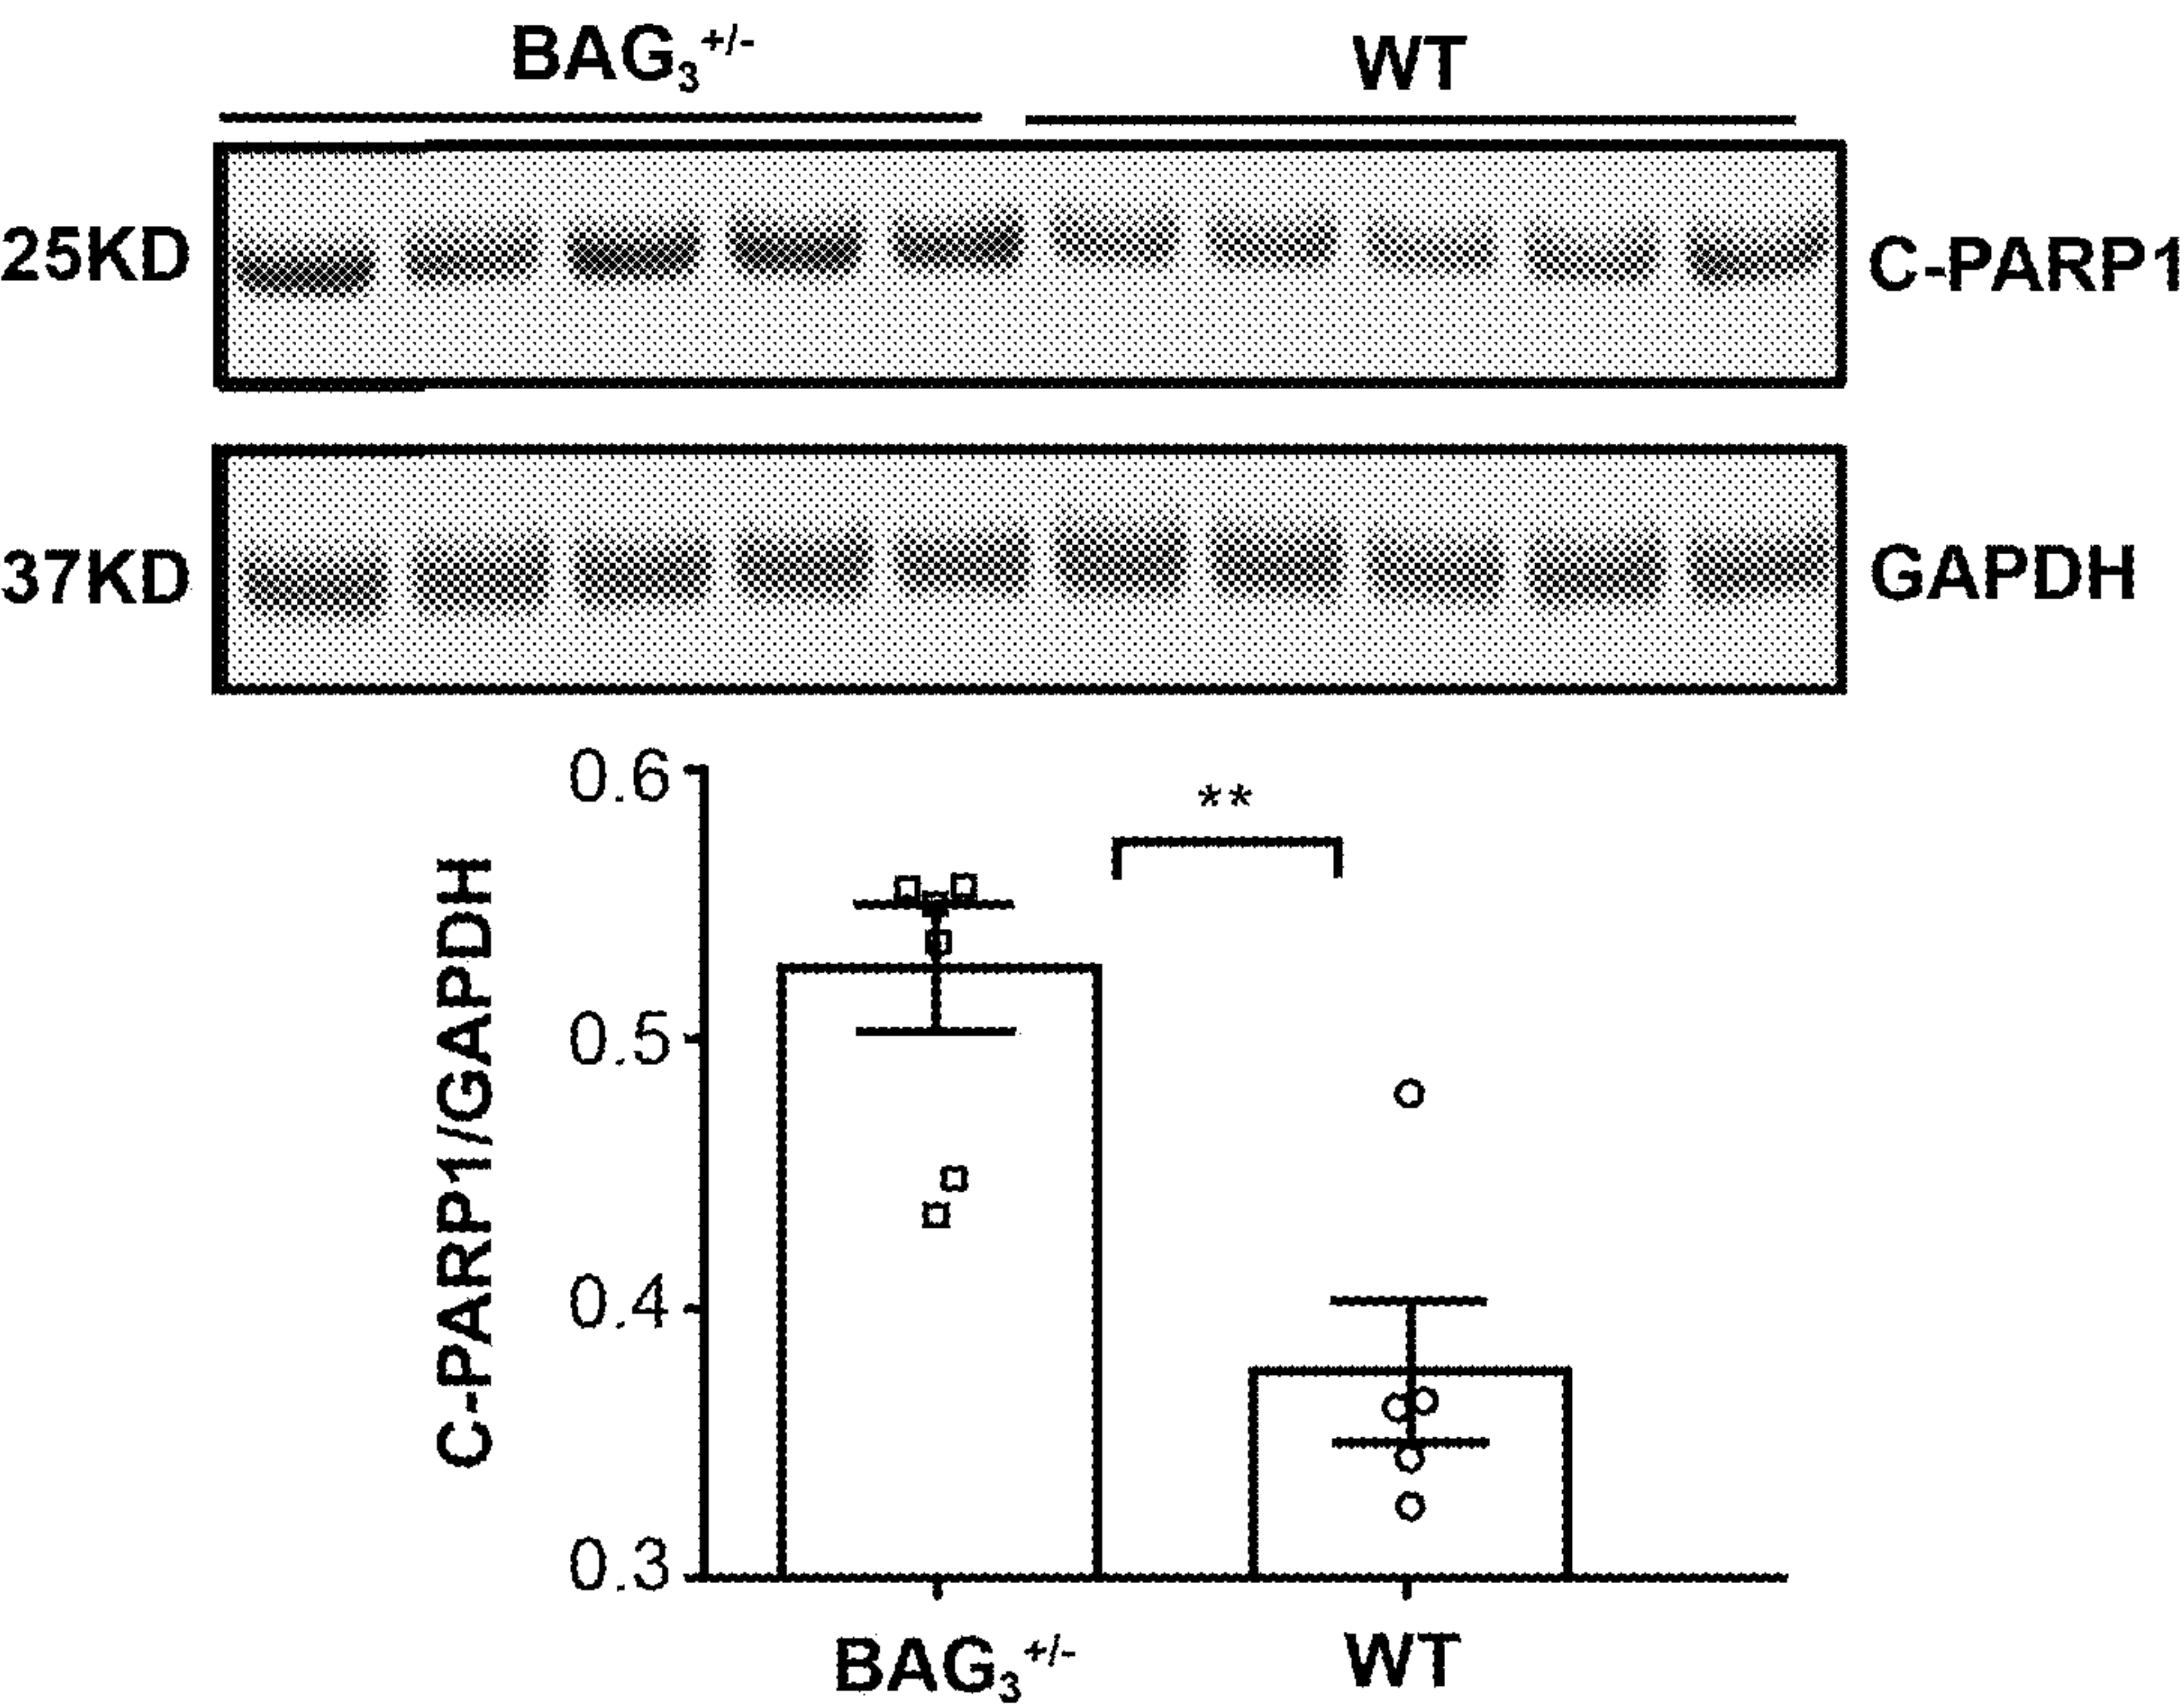 BAG3+/- WT
25KD C-PARP1
37KD GAPDH
C-PARP1/GAPDH
0.6
**
0.5
0.4
0.3
BAG3+/- WT